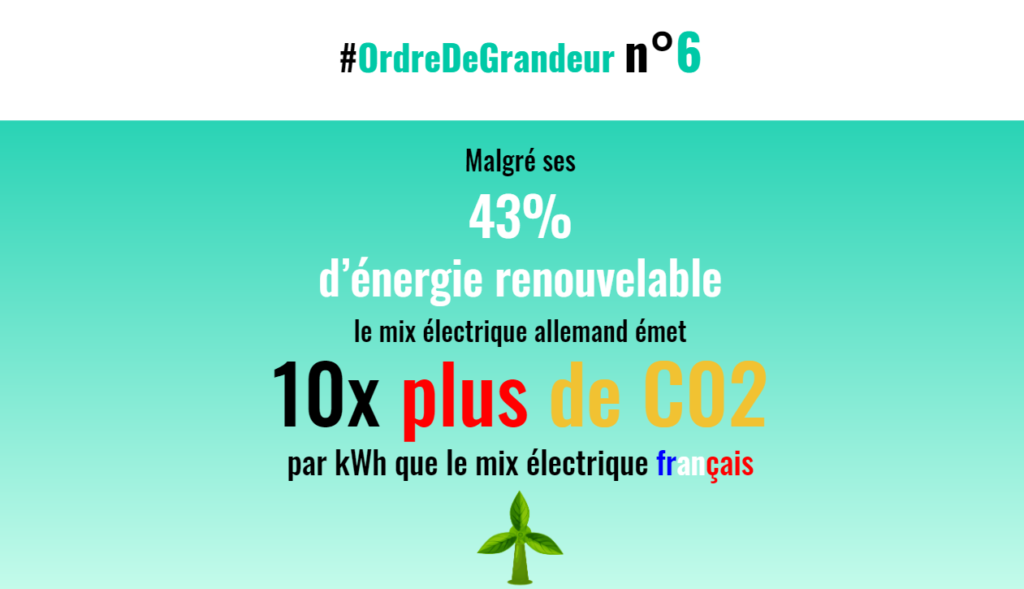 #OrdreDeGrandeur n°6
Malgré ses
43%
d’énergie renouvelable
le mix électrique allemand émet
10x plus de CO2
par kWh que le mix électrique français